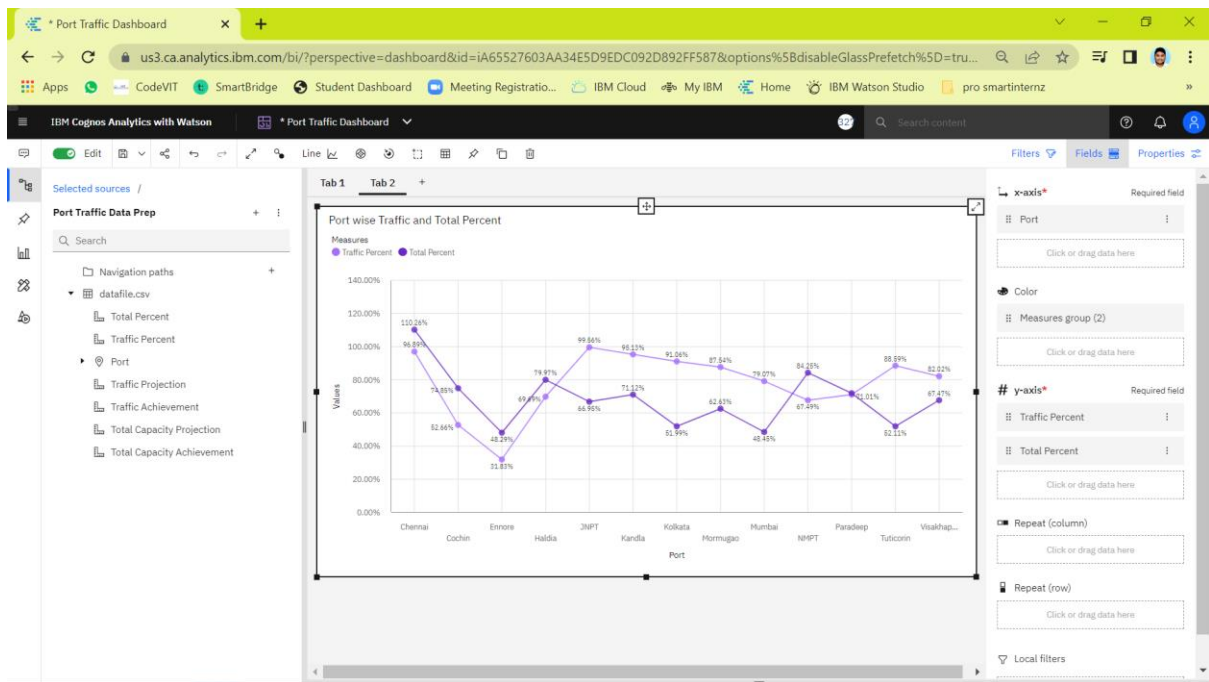 * Port Traffic Dashboard
us3.ca.analytics.ibm.com/bi/?perspective=dashboard&id=iA65527603AA34E5D9EDC092D892FF587&options%5BdisableGlassPrefetch%5D=tru...
Apps CodeVIT SmartBridge Student Dashboard Meeting Registratio... IBM Cloud My IBM Home IBM Watson Studio pro smartinternz »
IBM Cognos Analytics with Watson * Port Traffic Dashboard Search content
Edit Line Filters Fields Properties
Selected sources /
Port Traffic Data Prep
Search
Navigation paths
datafile.csv
Total Percent
Traffic Percent
Port
Traffic Projection
Traffic Achievement
Total Capacity Projection
Total Capacity Achievement
Tab 1 Tab 2 +
Port wise Traffic and Total Percent
Measures
Traffic Percent Total Percent
Values
140.00%
120.00%
100.00%
80.00%
60.00%
40.00%
20.00%
0.00%
110.26%
96.89%
74.85%
52.66%
48.29%
31.83%
79.97%
69.69%
99.66%
66.95%
95.13%
71.12%
91.06%
51.99%
87.54%
62.63%
79.07%
48.45%
84.25%
67.49%
71.01%
88.59%
52.11%
82.02%
67.47%
Chennai Ennore JNPT Kolkata Mumbai Paradeep Visakhap...
Cochin Haldia Kandla Mormugao NMPT Tuticorin
Port
x-axis* Required field
Port
Click or drag data here
Color
Measures group (2)
Click or drag data here
# y-axis* Required field
Traffic Percent
Total Percent
Click or drag data here
Repeat (column)
Click or drag data here
Repeat (row)
Click or drag data here
Local filters